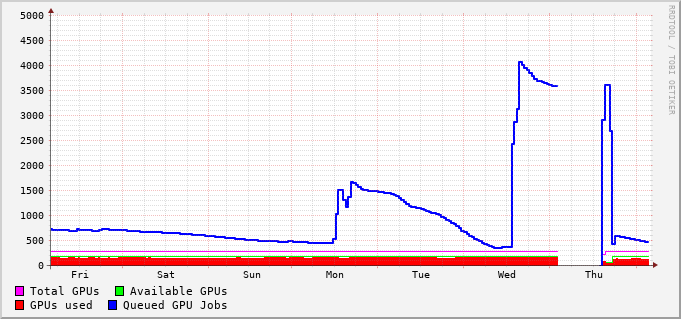 5000
4500
4000
3500
3000
2500
2000
1500
1000
500
0
Fri Sat Sun Mon Tue Wed Thu
Total GPUs Available GPUs
GPUs used Queued GPU Jobs
RRDTOOL / TOBI OETIKER